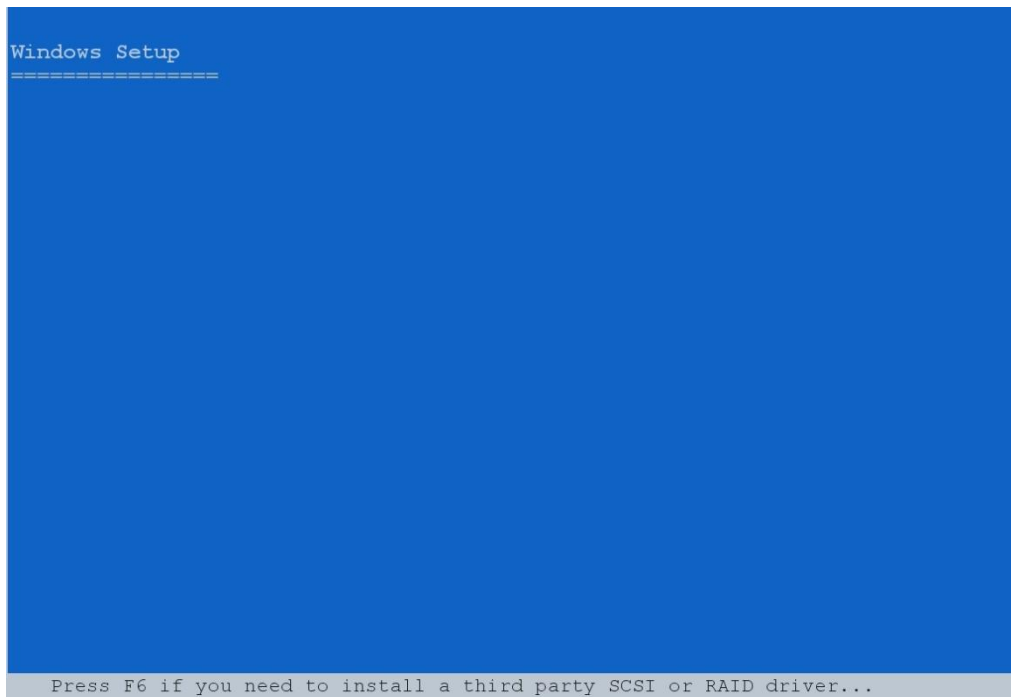 Windows Setup
================
Press F6 if you need to install a third party SCSI or RAID driver...